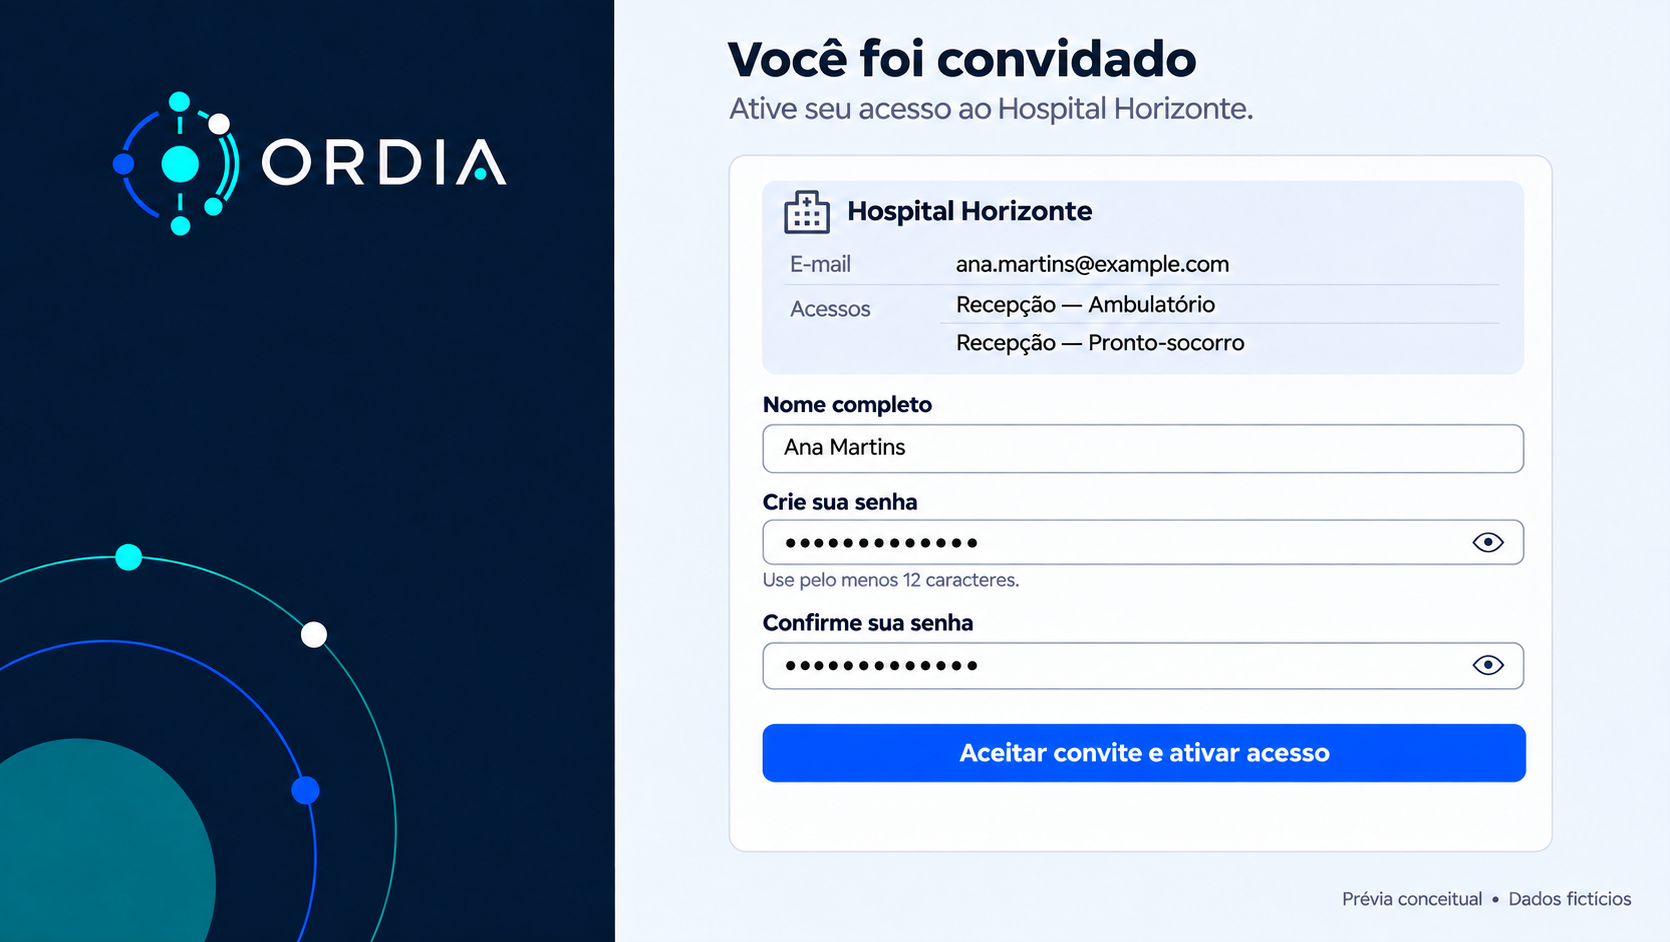 ORDIA
Você foi convidado
Ative seu acesso ao Hospital Horizonte.
Hospital Horizonte
E-mail ana.martins@example.com
Acessos Recepção — Ambulatório
Recepção — Pronto-socorro
Nome completo
Ana Martins
Crie sua senha
•••••••••••••
Use pelo menos 12 caracteres.
Confirme sua senha
•••••••••••••
Aceitar convite e ativar acesso
Prévia conceitual • Dados fictícios